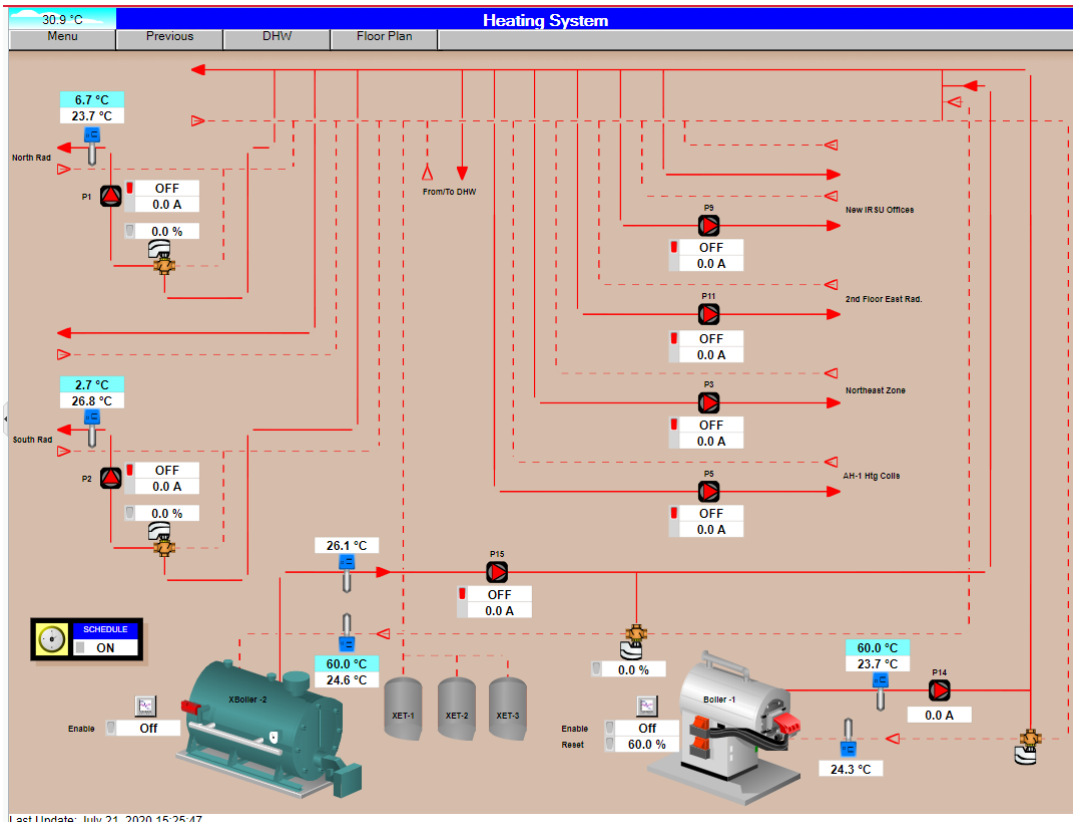 30.9 °C
Heating System
Menu
Previous
DHW
Floor Plan
6.7 °C
23.7 °C
North Rad
P1
OFF
0.0 A
0.0 %
From/To DHW
P9
OFF
0.0 A
New IRSU Offices
P11
OFF
0.0 A
2nd Floor East Rad.
P3
OFF
0.0 A
Northeast Zone
P5
OFF
0.0 A
AH-1 Htg Coils
2.7 °C
26.8 °C
South Rad
P2
OFF
0.0 A
0.0 %
26.1 °C
P15
OFF
0.0 A
SCHEDULE
ON
60.0 °C
24.6 °C
0.0 %
60.0 °C
23.7 °C
P14
0.0 A
XBoiler -2
Enable
Off
XET-1
XET-2
XET-3
Boiler -1
Enable
Off
Reset
60.0 %
24.3 °C
Last Update: July 21, 2020 15:25:47